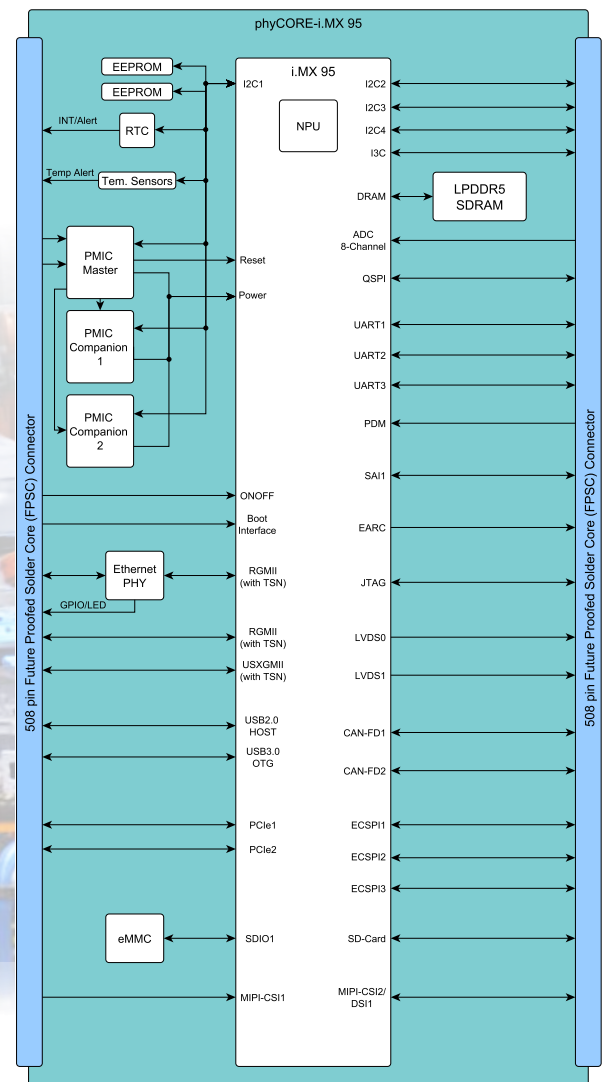 phyCORE-i.MX 95
508 pin Future Proofed Solder Core (FPSC) Connector
EEPROM
EEPROM
INT/Alert
RTC
Temp Alert
Tem. Sensors
PMIC
Master
PMIC
Companion
1
PMIC
Companion
2
Ethernet
PHY
GPIO/LED
eMMC
i.MX 95
NPU
I2C1
Reset
Power
ONOFF
Boot
Interface
RGMII
(with TSN)
RGMII
(with TSN)
USXGMII
(with TSN)
USB2.0
HOST
USB3.0
OTG
PCIe1
PCIe2
SDIO1
MIPI-CSI1
I2C2
I2C3
I2C4
I3C
DRAM
ADC
8-Channel
QSPI
UART1
UART2
UART3
PDM
SAI1
EARC
JTAG
LVDS0
LVDS1
CAN-FD1
CAN-FD2
ECSPI1
ECSPI2
ECSPI3
SD-Card
MIPI-CSI2/
DSI1
LPDDR5
SDRAM
508 pin Future Proofed Solder Core (FPSC) Connector